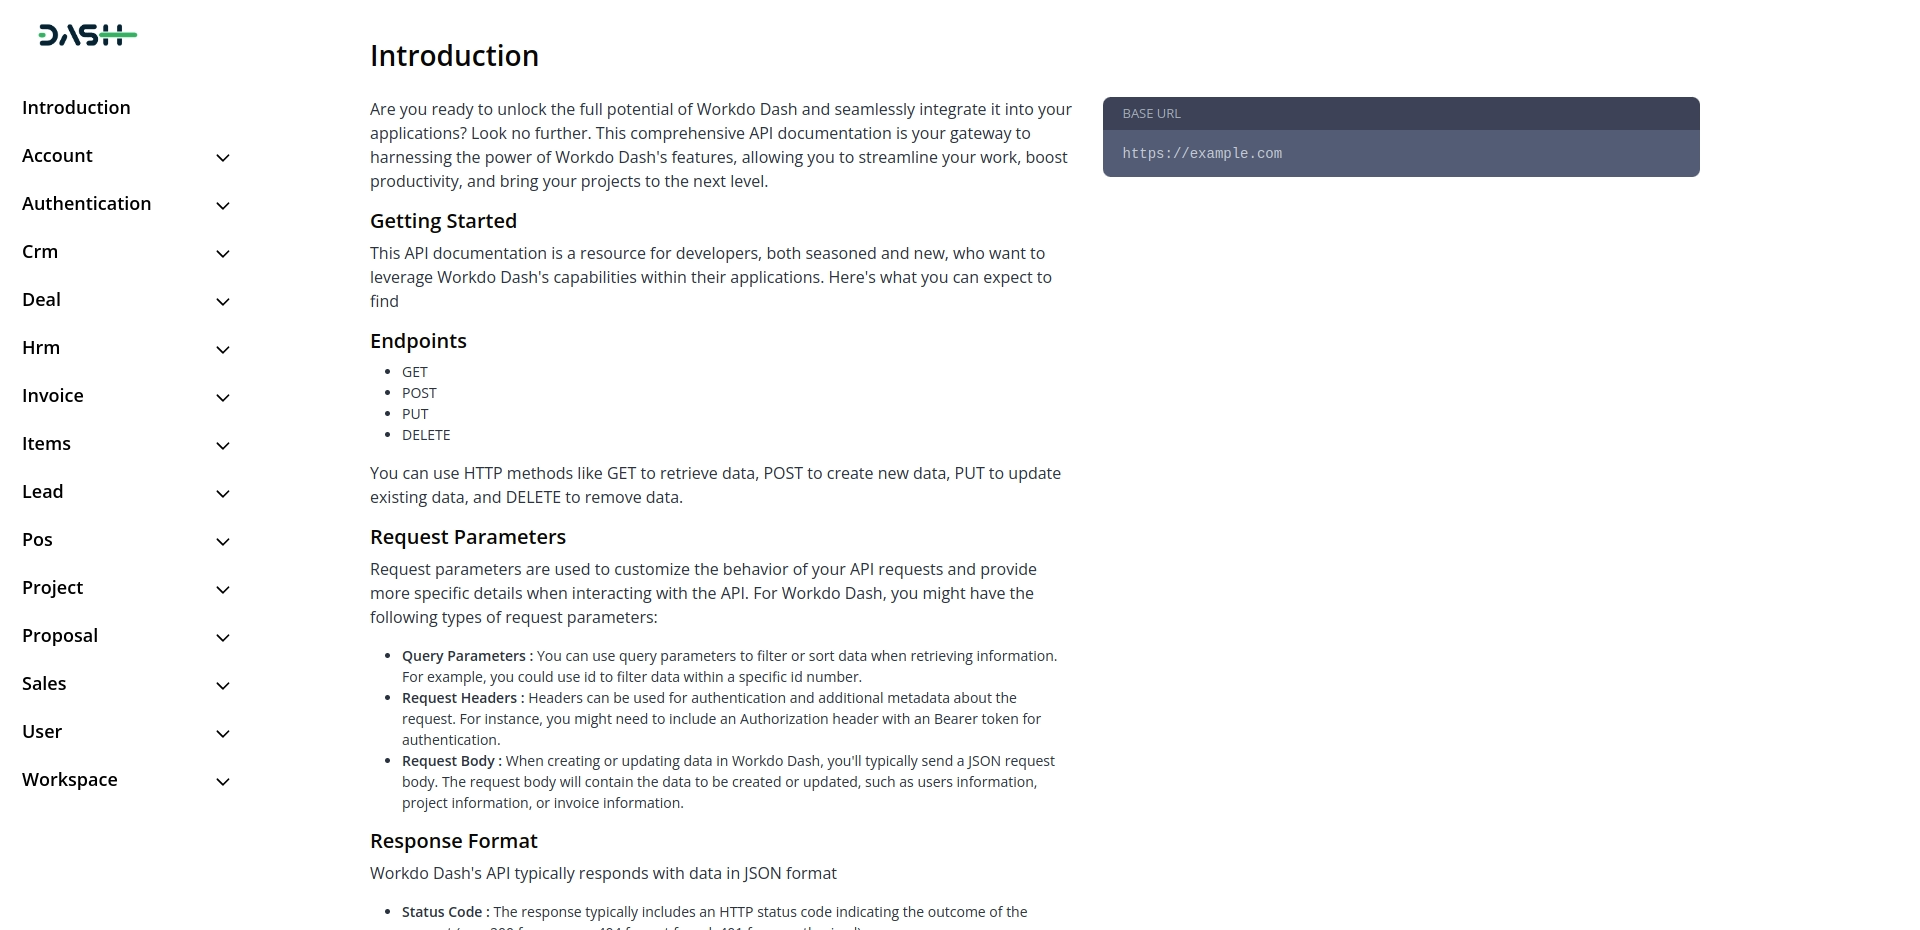 DASH
Introduction
Account
Authentication
Crm
Deal
Hrm
Invoice
Items
Lead
Pos
Project
Proposal
Sales
User
Workspace
Introduction
Are you ready to unlock the full potential of Workdo Dash and seamlessly integrate it into your
applications? Look no further. This comprehensive API documentation is your gateway to
harnessing the power of Workdo Dash's features, allowing you to streamline your work, boost
productivity, and bring your projects to the next level.
Getting Started
This API documentation is a resource for developers, both seasoned and new, who want to
leverage Workdo Dash's capabilities within their applications. Here's what you can expect to
find
Endpoints
• GET
• POST
• PUT
• DELETE
You can use HTTP methods like GET to retrieve data, POST to create new data, PUT to update
existing data, and DELETE to remove data.
Request Parameters
Request parameters are used to customize the behavior of your API requests and provide
more specific details when interacting with the API. For Workdo Dash, you might have the
following types of request parameters:
• Query Parameters : You can use query parameters to filter or sort data when retrieving information.
For example, you could use id to filter data within a specific id number.
• Request Headers : Headers can be used for authentication and additional metadata about the
request. For instance, you might need to include an Authorization header with an Bearer token for
authentication.
• Request Body : When creating or updating data in Workdo Dash, you'll typically send a JSON request
body. The request body will contain the data to be created or updated, such as users information,
project information, or invoice information.
Response Format
Workdo Dash's API typically responds with data in JSON format
• Status Code : The response typically includes an HTTP status code indicating the outcome of the
BASE URL
https://example.com